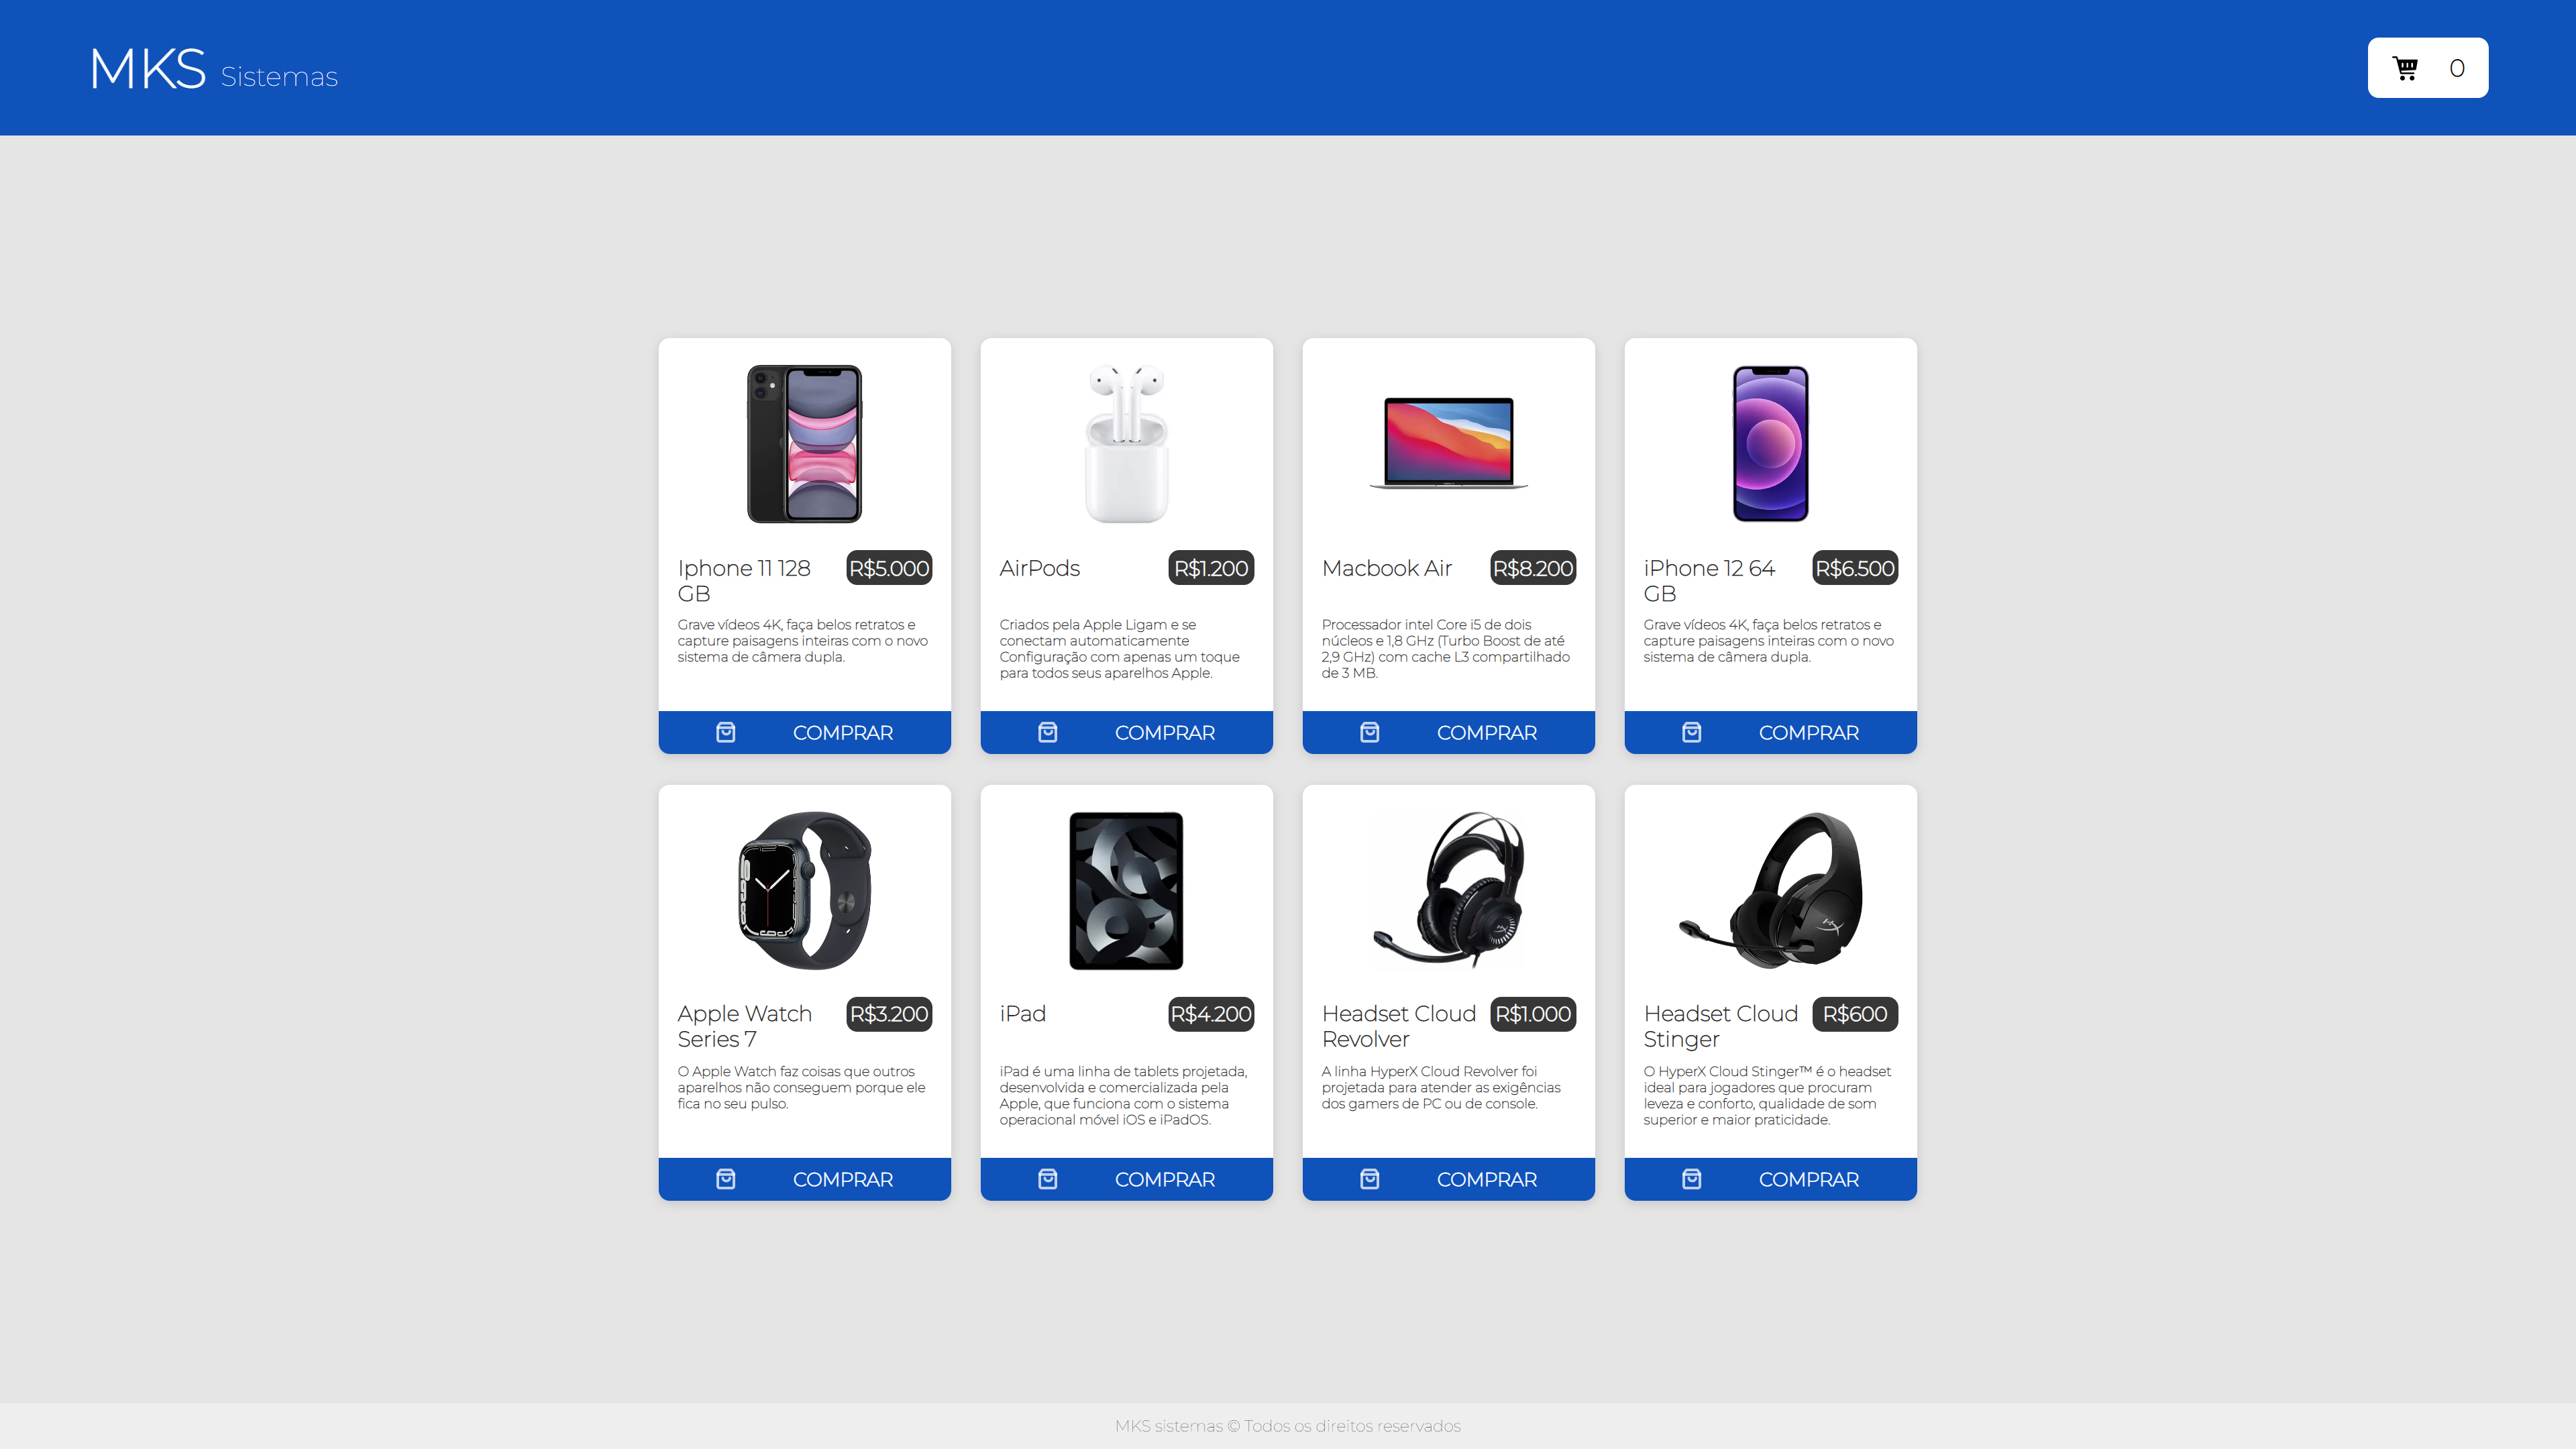 MKS Sistemas
0
Iphone 11 128
GB
R$5.000
Grave vídeos 4K, faça belos retratos e
capture paisagens inteiras com o novo
sistema de câmera dupla.
COMPRAR
AirPods
R$1.200
Criados pela Apple Ligam e se
conectam automaticamente
Configuração com apenas um toque
para todos seus aparelhos Apple.
COMPRAR
Macbook Air
R$8.200
Processador intel Core i5 de dois
núcleos e 1,8 GHz (Turbo Boost de até
2,9 GHz) com cache L3 compartilhado
de 3 MB.
COMPRAR
iPhone 12 64
GB
R$6.500
Grave vídeos 4K, faça belos retratos e
capture paisagens inteiras com o novo
sistema de câmera dupla.
COMPRAR
Apple Watch
Series 7
R$3.200
O Apple Watch faz coisas que outros
aparelhos não conseguem porque ele
fica no seu pulso.
COMPRAR
iPad
R$4.200
iPad é uma linha de tablets projetada,
desenvolvida e comercializada pela
Apple, que funciona com o sistema
operacional móvel iOS e iPadOS.
COMPRAR
Headset Cloud
Revolver
R$1.000
A linha HyperX Cloud Revolver foi
projetada para atender as exigências
dos gamers de PC ou de console.
COMPRAR
Headset Cloud
Stinger
R$600
O HyperX Cloud Stinger™ é o headset
ideal para jogadores que procuram
leveza e conforto, qualidade de som
superior e maior praticidade.
COMPRAR
MKS sistemas © Todos os direitos reservados